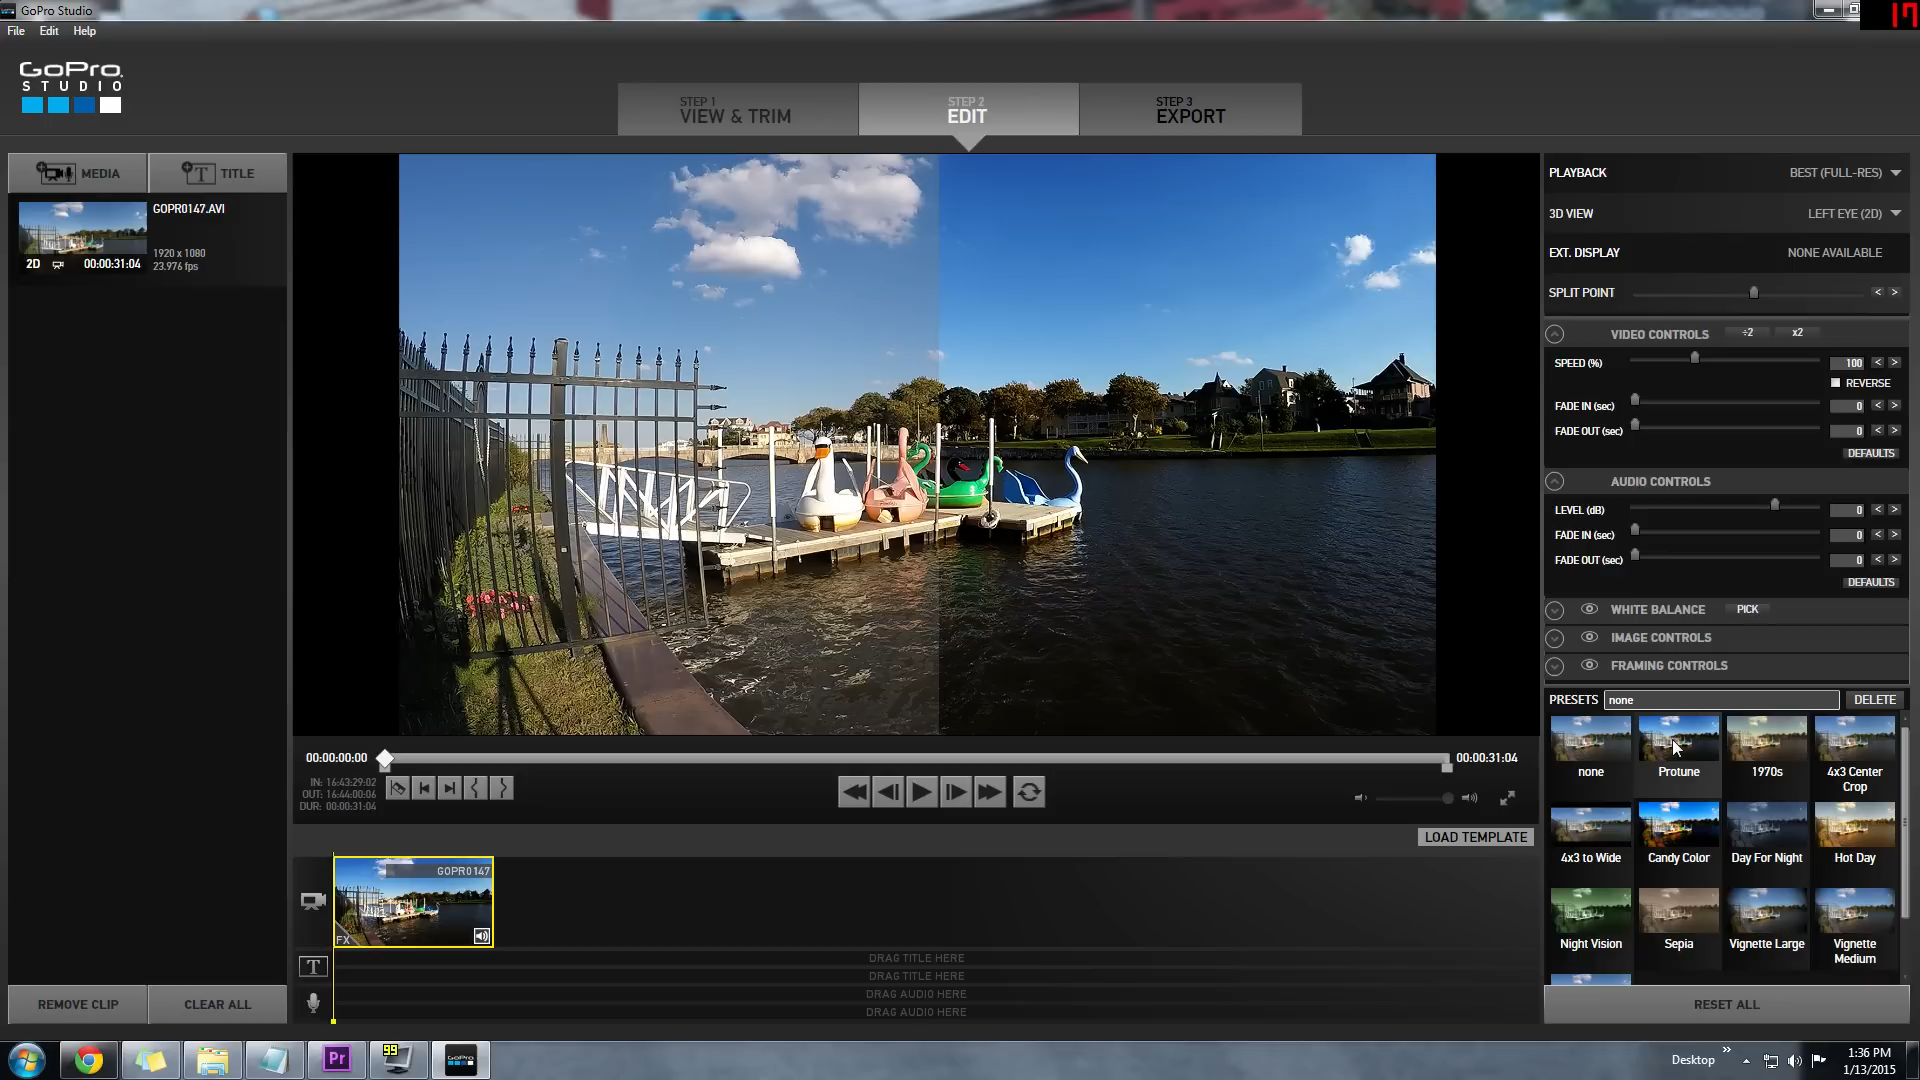 GoPro Studio
17
File Edit Help
GoPro
STUDIO
STEP 1
VIEW & TRIM
STEP 2
EDIT
STEP 3
EXPORT
MEDIA
TITLE
GOPR0147.AVI
1920 x 1080
23.976 fps
2D 00:00:31:04
PLAYBACK BEST (FULL-RES)
3D VIEW LEFT EYE (2D)
EXT. DISPLAY NONE AVAILABLE
SPLIT POINT < >
VIDEO CONTROLS ÷2 x2
SPEED (%) 100 < >
REVERSE
FADE IN (sec) 0 < >
FADE OUT (sec) 0 < >
DEFAULTS
AUDIO CONTROLS
LEVEL (dB) 0 < >
FADE IN (sec) 0 < >
FADE OUT (sec) 0 < >
DEFAULTS
WHITE BALANCE PICK
IMAGE CONTROLS
FRAMING CONTROLS
PRESETS none DELETE
none
Protune
1970s
4x3 Center
Crop
4x3 to Wide
Candy Color
Day For Night
Hot Day
Night Vision
Sepia
Vignette Large
Vignette
Medium
RESET ALL
00:00:00:00
00:00:31:04
IN: 16:43:29:02
OUT: 16:44:00:06
DUR: 00:00:31:04
LOAD TEMPLATE
GOPR0147
FX
T
DRAG TITLE HERE
DRAG TITLE HERE
DRAG AUDIO HERE
DRAG AUDIO HERE
REMOVE CLIP
CLEAR ALL
Pr
99
GoPro
Desktop
1:36 PM
1/13/2015